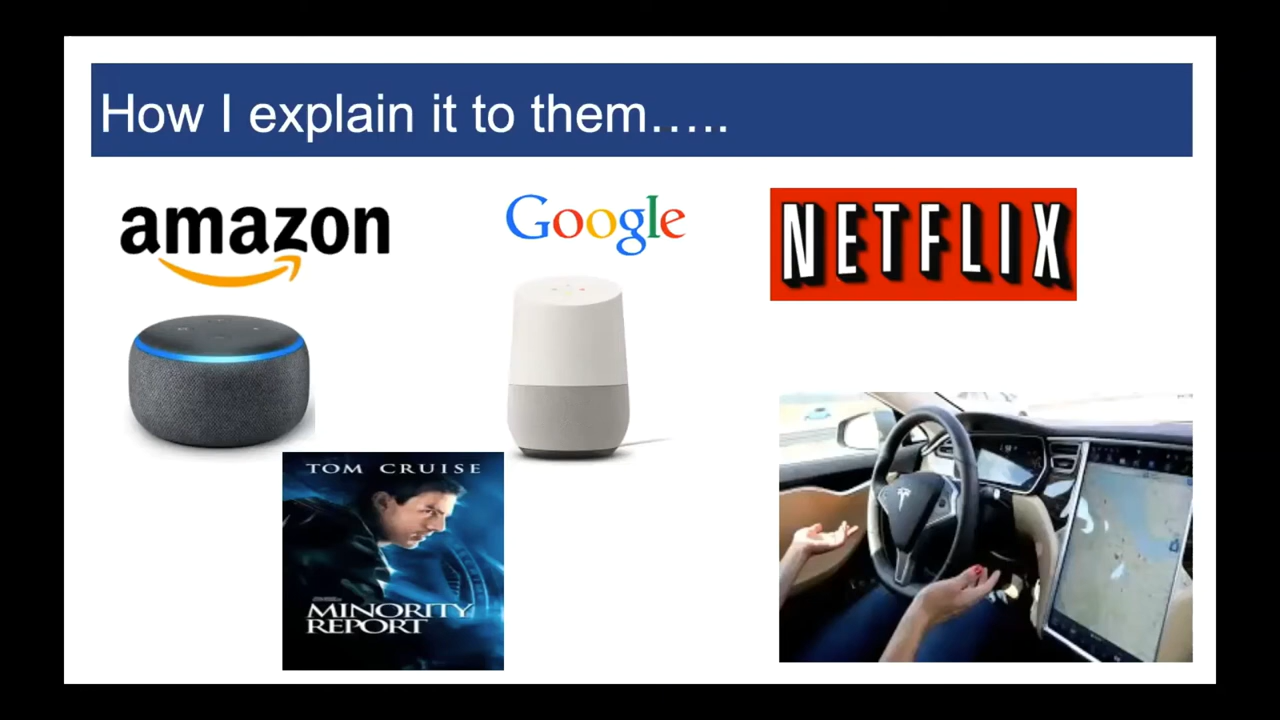 How I explain it to them…..
amazon
Google
NETFLIX
TOM CRUISE
MINORITY
REPORT